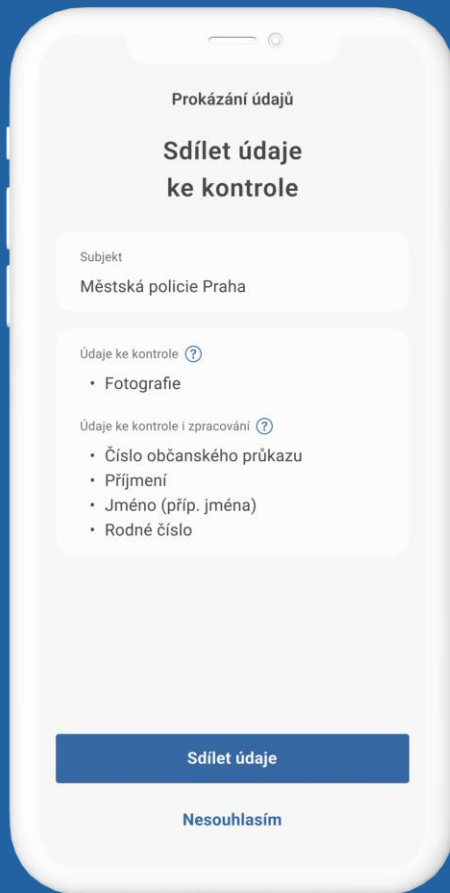 Prokázání údajů
Sdílet údaje
ke kontrole
Subjekt
Městská policie Praha
Údaje ke kontrole ?
• Fotografie
Údaje ke kontrole i zpracování ?
• Číslo občanského průkazu
• Příjmení
• Jméno (příp. jména)
• Rodné číslo
Sdílet údaje
Nesouhlasím